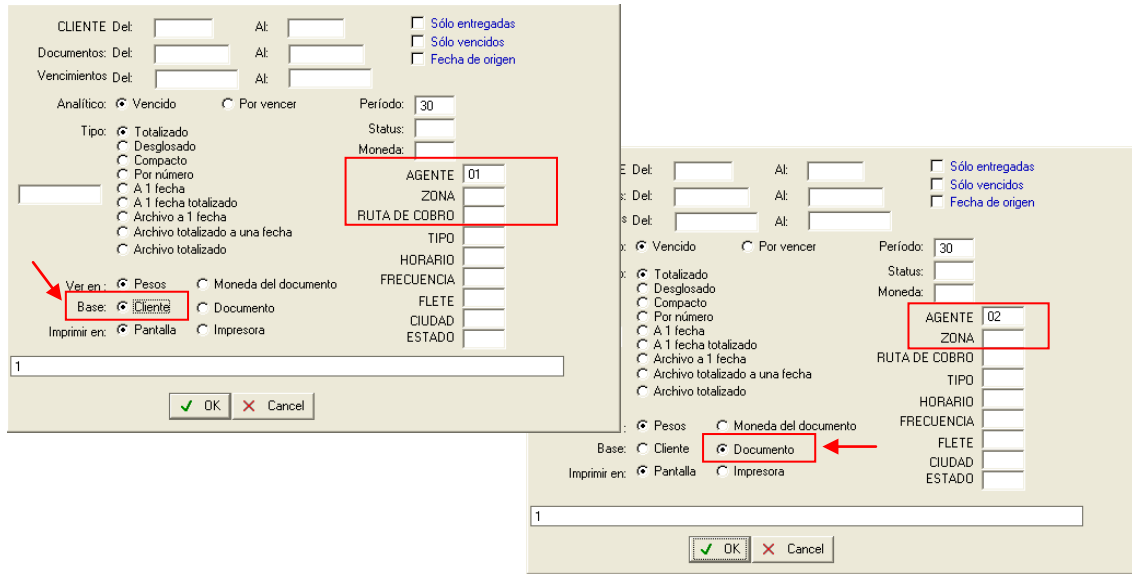 CLIENTE Del: Al: Sólo entregadas
Documentos: Del: Al: Sólo vencidos
Vencimientos Del: Al: Fecha de origen
Analítico: Vencido Por vencer Período: 30
Tipo: Totalizado Status:
Desglosado
Compacto Moneda:
Por número AGENTE 01
A 1 fecha ZONA
A 1 fecha totalizado
Archivo a 1 fecha RUTA DE COBRO
Archivo totalizado a una fecha TIPO
Archivo totalizado HORARIO
Ver en : Pesos Moneda del documento FRECUENCIA
Base: Cliente Documento FLETE
CIUDAD
Imprimir en: Pantalla Impresora ESTADO
1
OK Cancel
E Del: Al: Sólo entregadas
s: Del: Al: Sólo vencidos
s Del: Al: Fecha de origen
o: Vencido Por vencer Período: 30
o: Totalizado Status:
Desglosado
Compacto Moneda:
Por número AGENTE 02
A 1 fecha ZONA
A 1 fecha totalizado
Archivo a 1 fecha RUTA DE COBRO
Archivo totalizado a una fecha TIPO
Archivo totalizado HORARIO
: Pesos Moneda del documento FRECUENCIA
Base: Cliente Documento FLETE
CIUDAD
Imprimir en: Pantalla Impresora ESTADO
1
OK Cancel